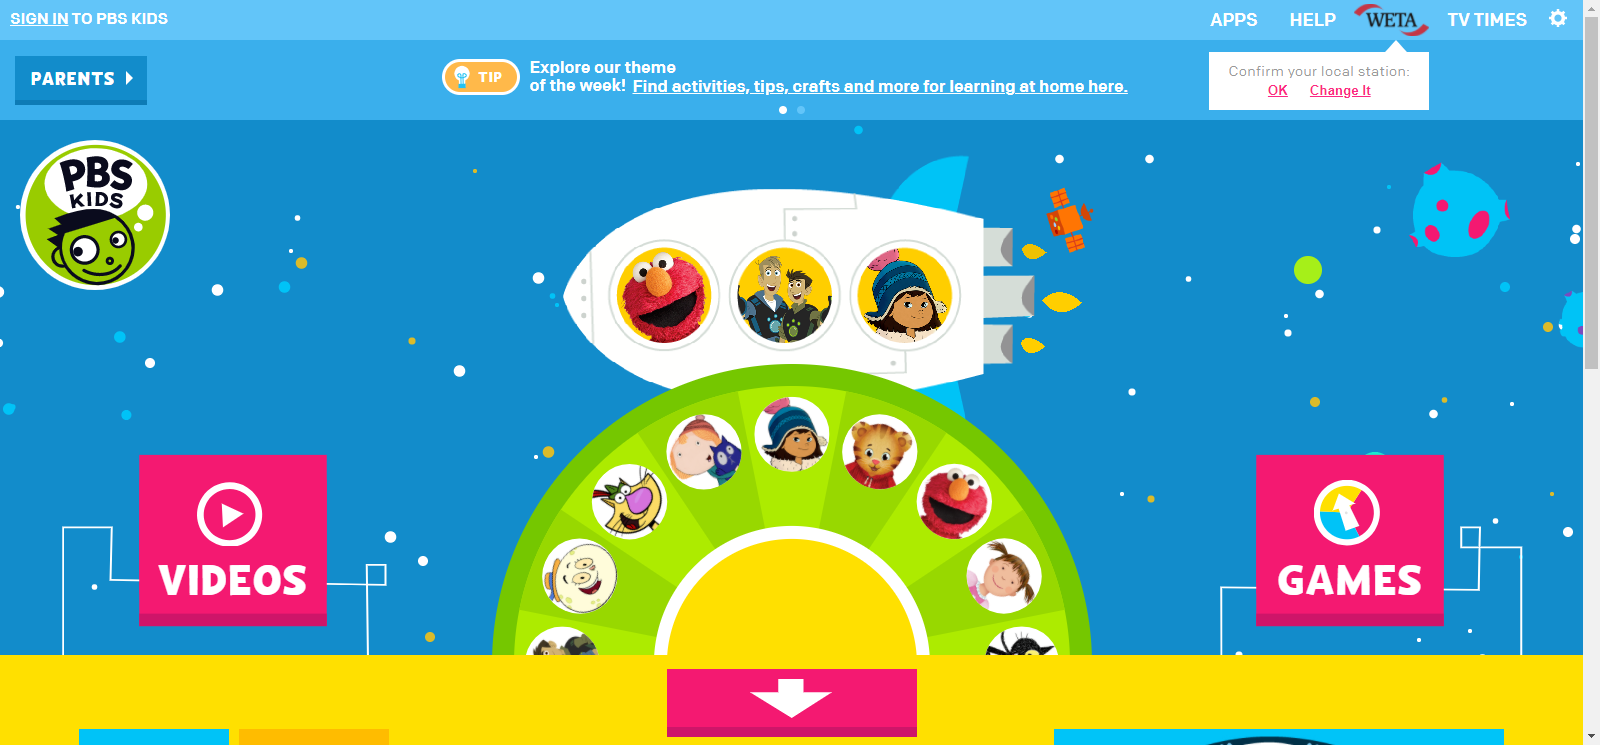 SIGN IN TO PBS KIDS
APPS
HELP
WETA
TV TIMES
PARENTS
TIP
Explore our theme
of the week! Find activities, tips, crafts and more for learning at home here.
Confirm your local station:
OK Change It
PBS
KIDS
VIDEOS
GAMES